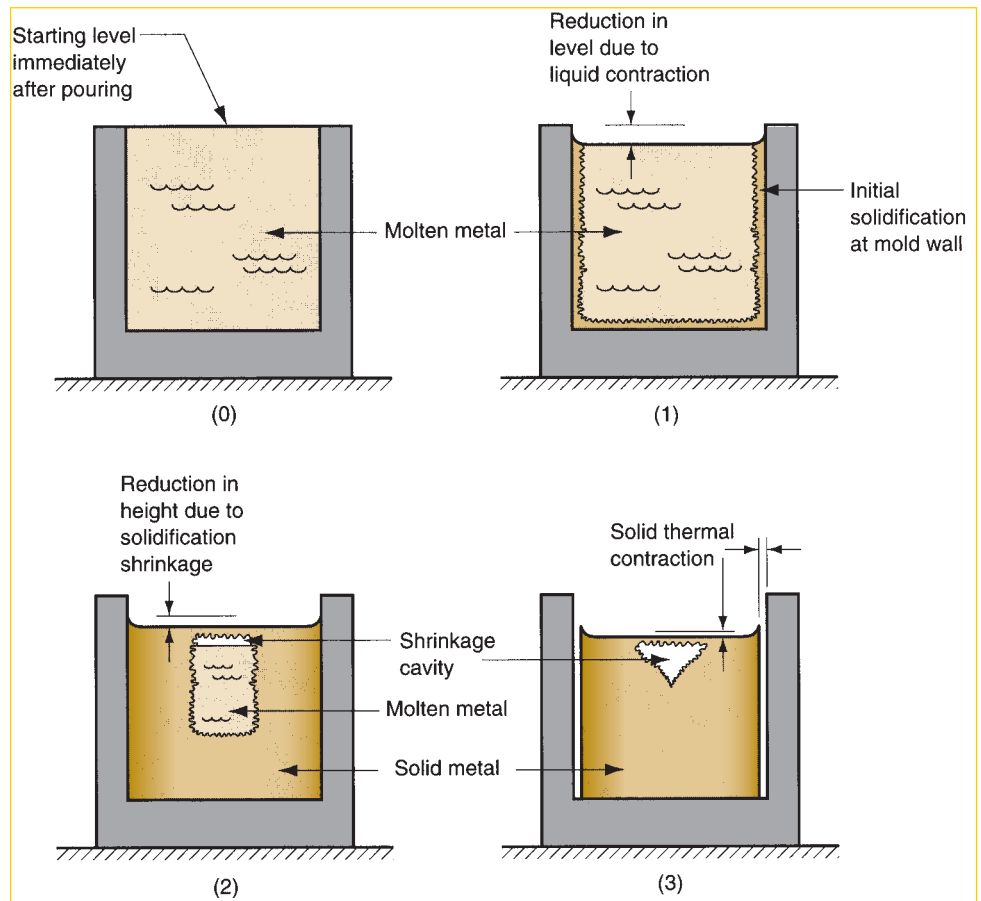 Starting level
immediately
after pouring
Reduction in
level due to
liquid contraction
Molten metal
Initial
solidification
at mold wall
(0)
(1)
Reduction in
height due to
solidification
shrinkage
Solid thermal
contraction
Shrinkage
cavity
Molten metal
Solid metal
(2)
(3)